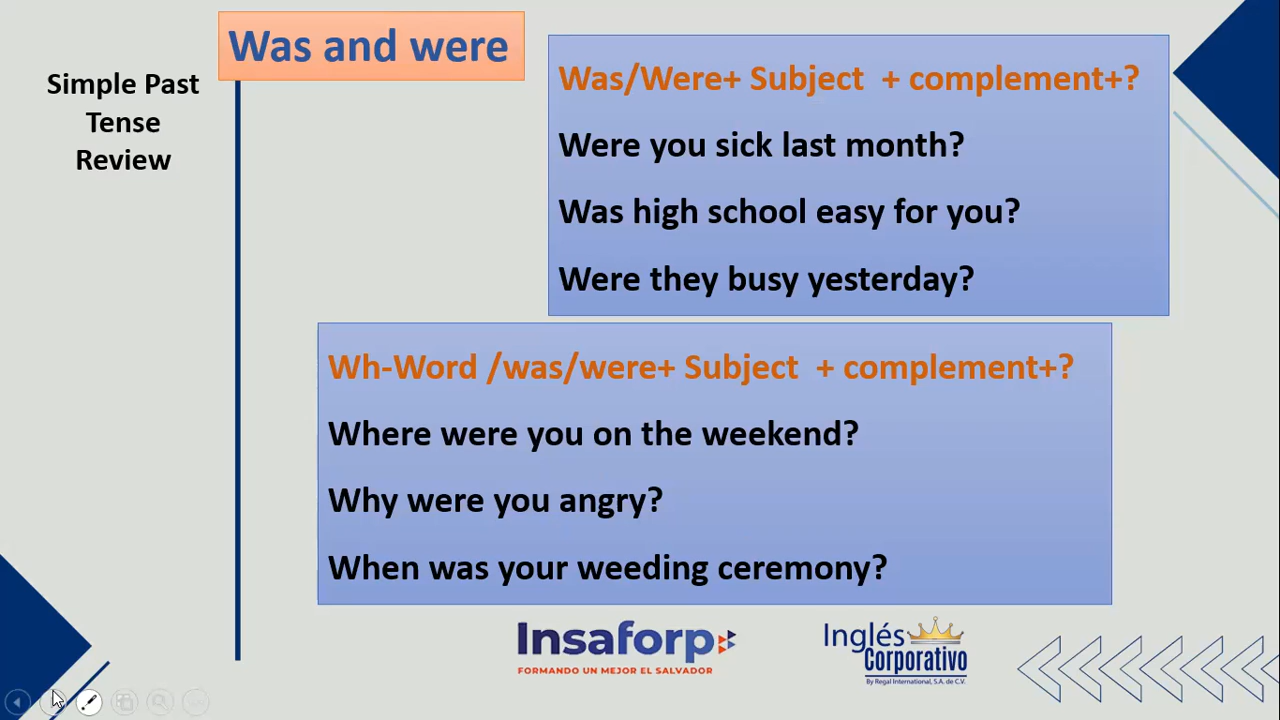 Was and were
Simple Past
Tense
Review
Was/Were+ Subject + complement+?
Were you sick last month?
Was high school easy for you?
Were they busy yesterday?
Wh-Word /was/were+ Subject + complement+?
Where were you on the weekend?
Why were you angry?
When was your weeding ceremony?
Insaforp
FORMANDO UN MEJOR EL SALVADOR
Inglés
Corporativo
By Regal International, S.A. de C.V.